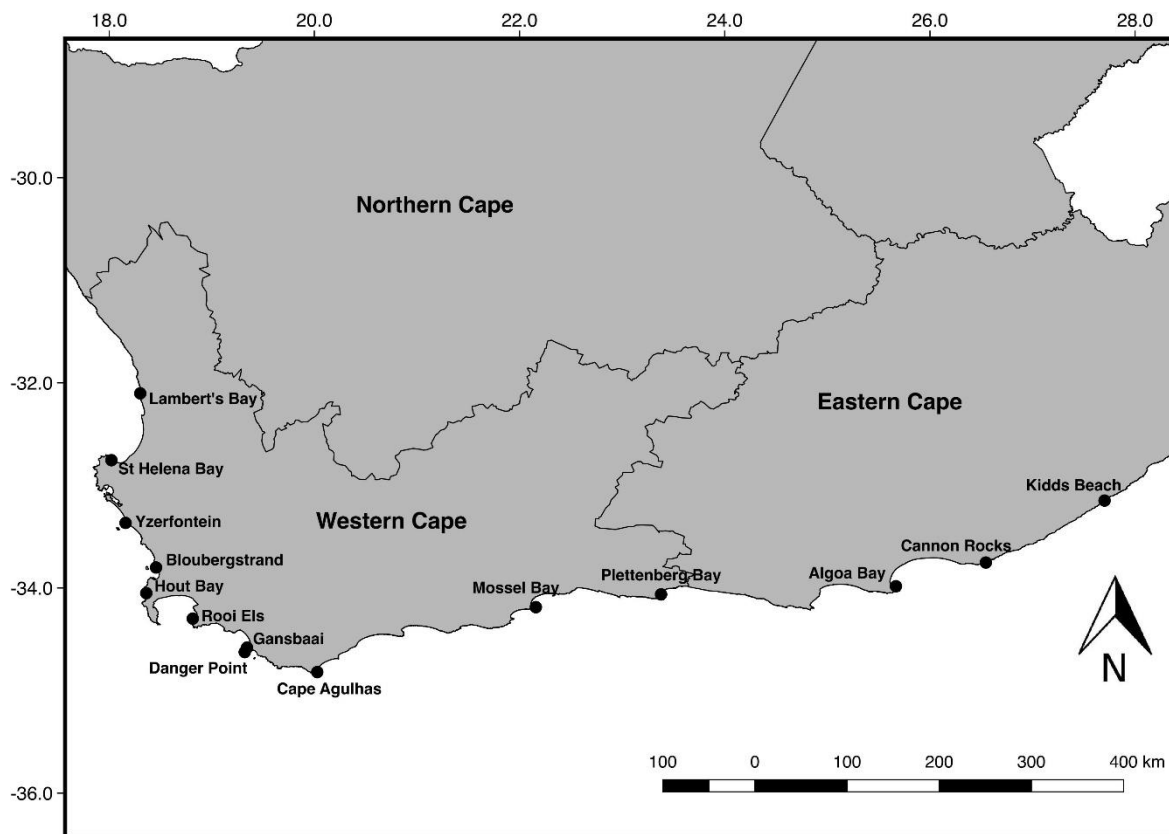 18.0 20.0 22.0 24.0 26.0 28.0
-30.0
Northern Cape
-32.0
Lambert's Bay
Eastern Cape
St Helena Bay
Kidds Beach
Yzerfontein
Western Cape
Cannon Rocks
Bloubergstrand
-34.0
Hout Bay
Mossel Bay
Plettenberg Bay
Algoa Bay
Rooi Els
Gansbaai
Danger Point
Cape Agulhas
N
100 0 100 200 300 400 km
-36.0